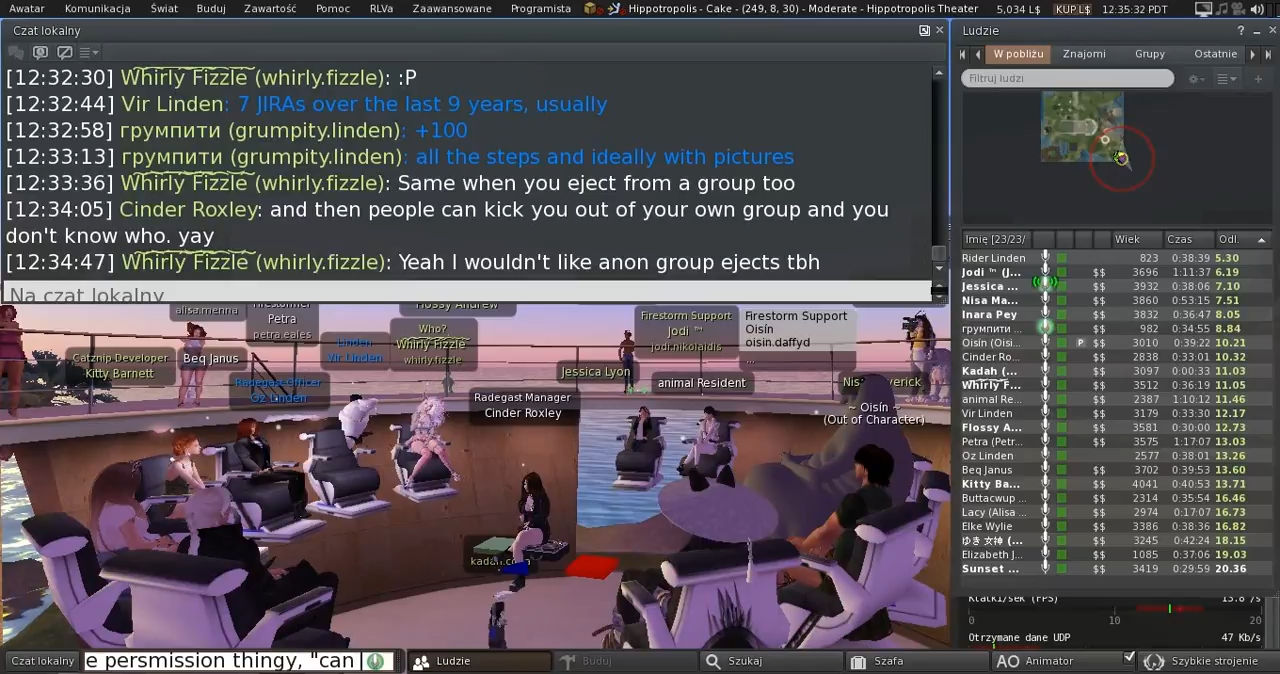 Awatar Komunikacja Świat Buduj Zawartość Pomoc RLVa Zaawansowane Programista Hippotropolis - Cake - (249, 8, 30) - Moderate - Hippotropolis Theater 5,034 L$ KUP L$ 12:35:32 PDT
Czat lokalny
[12:32:30] Whirly Fizzle (whirly.fizzle): :P
[12:32:44] Vir Linden: 7 JIRAs over the last 9 years, usually
[12:32:58] грумпити (grumpity.linden): +100
[12:33:13] грумпити (grumpity.linden): all the steps and ideally with pictures
[12:33:36] Whirly Fizzle (whirly.fizzle): Same when you eject from a group too
[12:34:05] Cinder Roxley: and then people can kick you out of your own group and you
don't know who. yay
[12:34:47] Whirly Fizzle (whirly.fizzle): Yeah I wouldn't like anon group ejects tbh
Na czat lokalny
Flossy Andrew
alisa.menna
Firestormer
Petra
petra.eales
Who?
Whirly Fizzle
whirly.fizzle
Firestorm Support
Jodi ™
jodi.nikolaidis
Firestorm Support
Oisín
oisin.daffyd
...
Linden
Vir Linden
Catznip Developer
Kitty Barnett
Beq Janus
Radegast Officer
Oz Linden
Jessica Lyon
animal Resident
Radegast Manager
Cinder Roxley
~ Oisín ~
(Out of Character)
Ludzie
W pobliżu Znajomi Grupy Ostatnie
Filtruj ludzi
Imię [23/23/ Wiek Czas Odl.
Rider Linden 823 0:38:39 5.30
Jodi ™ (J... $$ 3696 1:11:37 6.19
Jessica ... $$ 3932 0:38:06 7.10
Nisa Ma... $$ 3860 0:53:15 7.51
Inara Pey $$ 3832 0:36:47 8.05
грумпити ... $$ 982 0:34:55 8.84
Oisín (Oisi... P $$ 3010 0:39:22 10.21
Cinder Ro... $$ 2838 0:33:01 10.32
Kadah (... $$ 3097 0:00:33 11.03
Whirly F... $$ 3512 0:36:19 11.05
animal Re... $$ 2387 1:10:12 11.46
Vir Linden $$ 3179 0:33:30 12.17
Flossy A... $$ 3581 0:30:00 12.73
Petra (Petr... $$ 3575 1:17:07 13.03
Oz Linden 2577 0:38:01 13.26
Beq Janus $$ 3702 0:39:53 13.60
Kitty Ba... $$ 4041 0:40:53 13.71
Buttacwup ... $$ 2314 0:35:54 16.46
Lacy (Alisa ... $$ 2974 0:17:07 16.73
Elke Wylie $$ 3386 0:38:36 16.82
ゆき 女神 (... $$ 3245 0:42:24 18.15
Elizabeth J... $$ 1085 0:37:06 19.03
Sunset ... $$ 3419 0:29:59 20.36
Klatki/sek (FPS) 13.8 /s
0 10 20
Otrzymane dane UDP 47 Kb/s
Czat lokalny e persmission thingy, "can Ludzie Buduj Szukaj Szafa AO Animator Szybkie strojenie